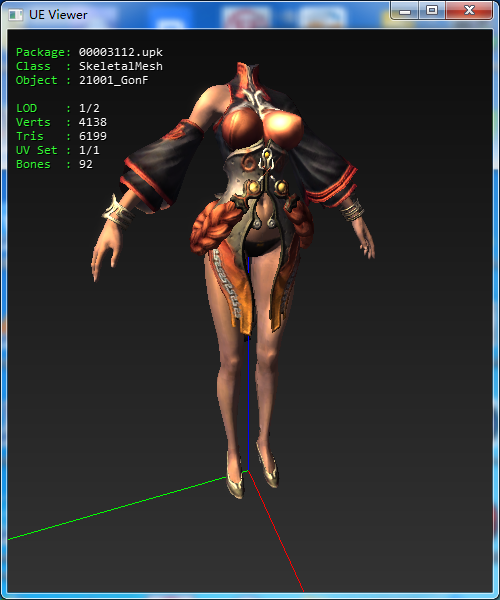 UE Viewer
Package: 00003112.upk
Class : SkeletalMesh
Object : 21001_GonF
LOD : 1/2
Verts : 4138
Tris : 6199
UV Set : 1/1
Bones : 92